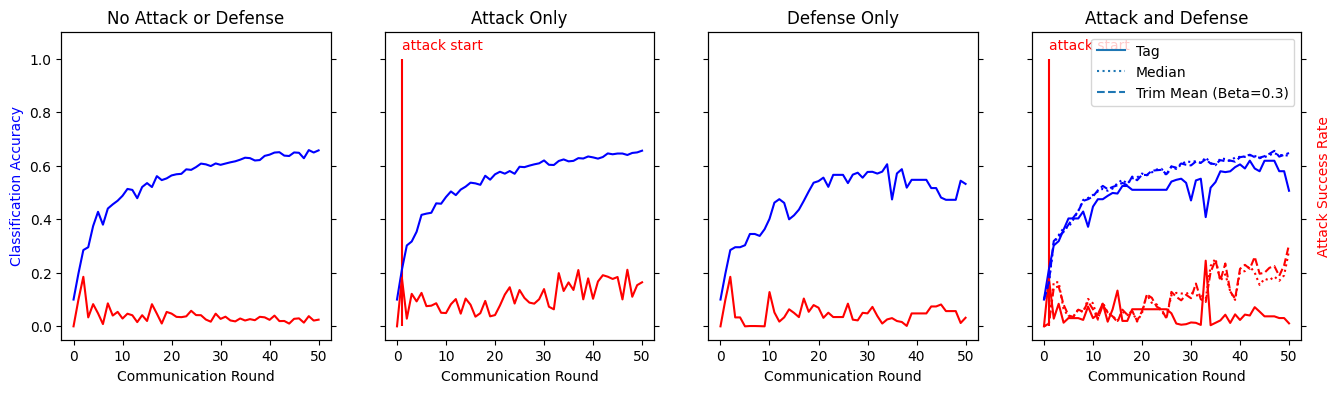 No Attack or Defense
Attack Only
Defense Only
Attack and Defense
attack start
attack start
Tag
Median
Trim Mean (Beta=0.3)
Classification Accuracy
Attack Success Rate
1.0
0.8
0.6
0.4
0.2
0.0
0 10 20 30 40 50
0 10 20 30 40 50
0 10 20 30 40 50
0 10 20 30 40 50
Communication Round
Communication Round
Communication Round
Communication Round